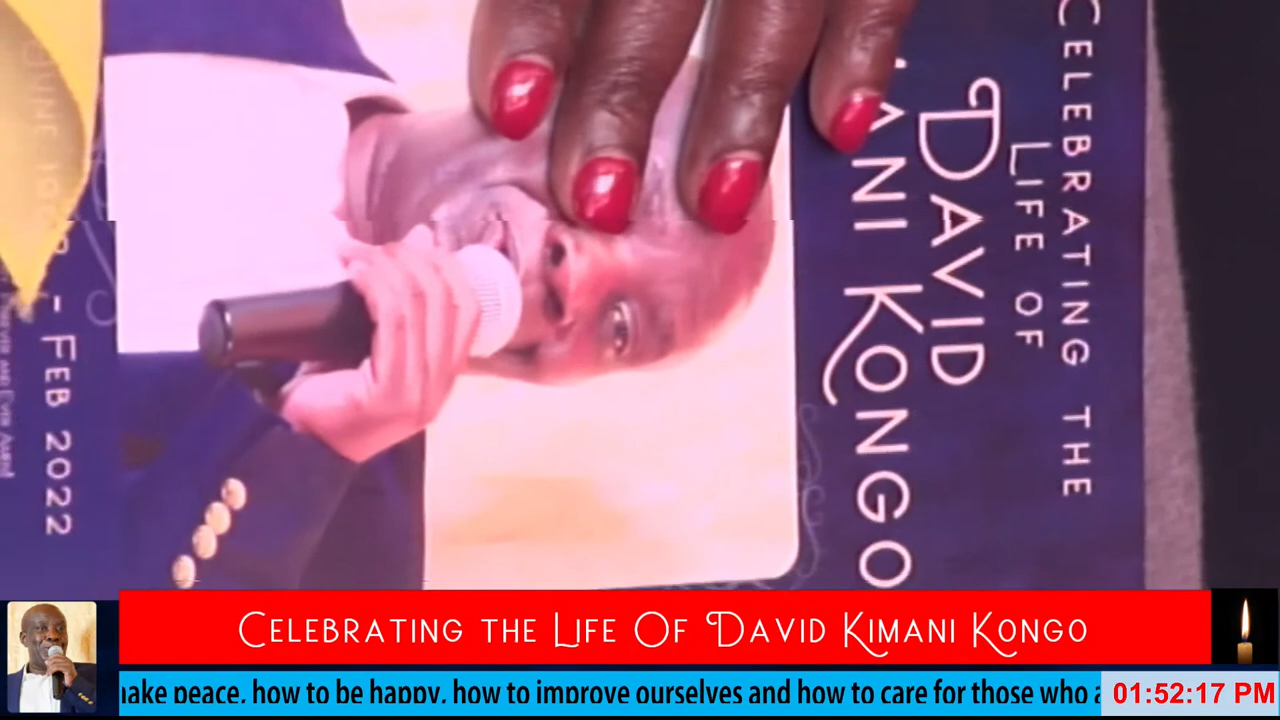 CELEBRATING THE
LIFE OF
DAVID
ANI KONGO
- FEB 2022
CELEBRATING THE LIFE OF DAVID KIMANI KONGO
make peace, how to be happy, how to improve ourselves and how to care for those who a
01:52:17 PM